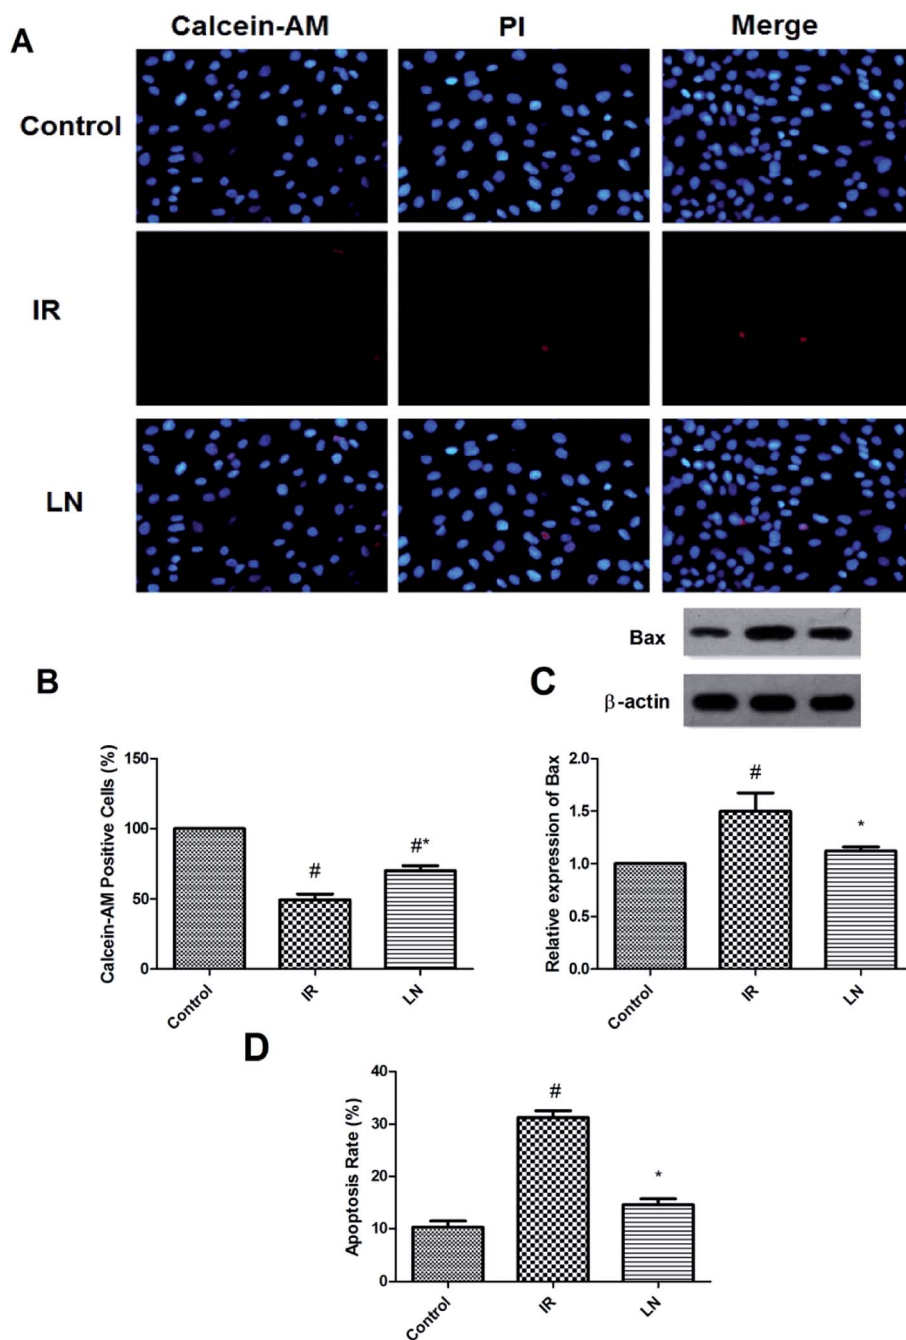 A
Calcein-AM PI Merge
Control
IR
LN
B
C
Bax
β-actin
Calcein-AM Positive Cells (%)
150
100
50
0
#
#*
Control IR LN
Relative expression of Bax
2.0
1.5
1.0
0.5
0.0
#
*
Control IR LN
D
Apoptosis Rate (%)
40
30
20
10
0
#
*
Control IR LN